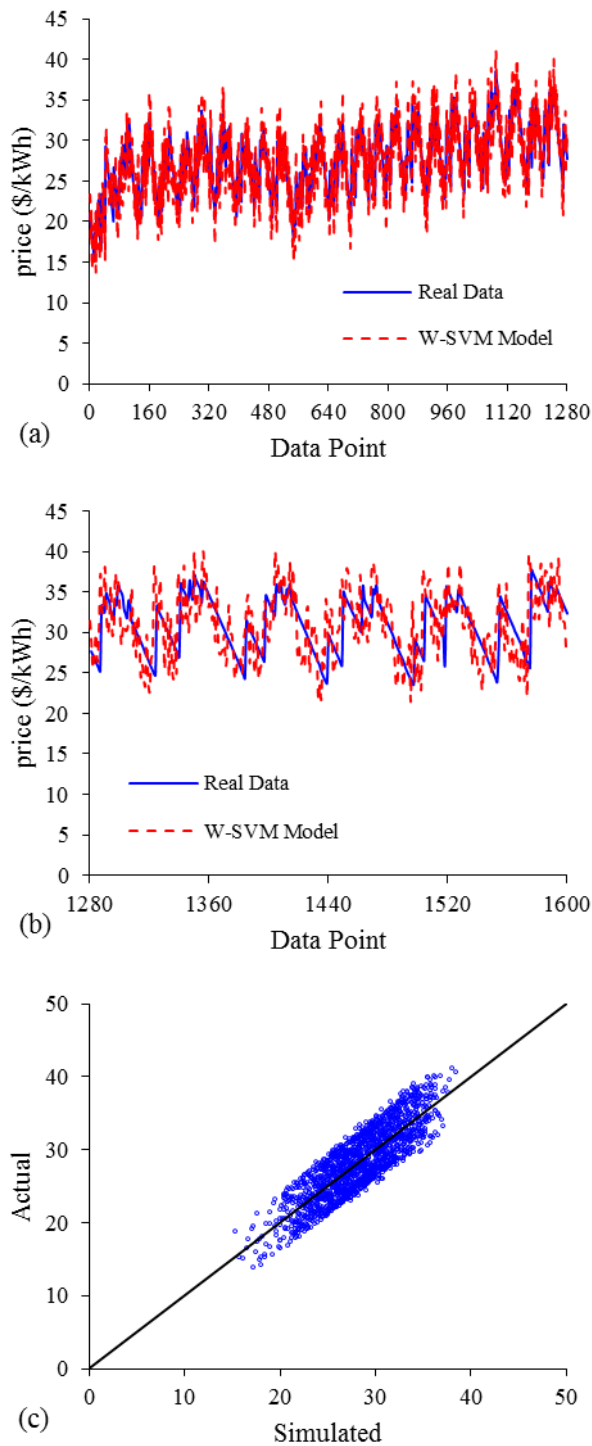 45
40
35
30
25
20
15
10
5
0
price ($/kWh)
Real Data
W-SVM Model
0 160 320 480 640 800 960 1120 1280
(a)
Data Point
45
40
35
30
25
20
15
10
5
0
price ($/kWh)
Real Data
W-SVM Model
1280 1360 1440 1520 1600
(b)
Data Point
50
40
30
20
10
0
Actual
0 10 20 30 40 50
(c)
Simulated